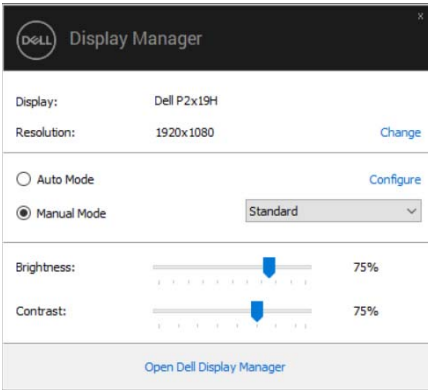 DELL Display Manager
x
Display: Dell P2x19H
Resolution: 1920x1080 Change
Auto Mode Configure
Manual Mode Standard
Brightness: 75%
Contrast: 75%
Open Dell Display Manager